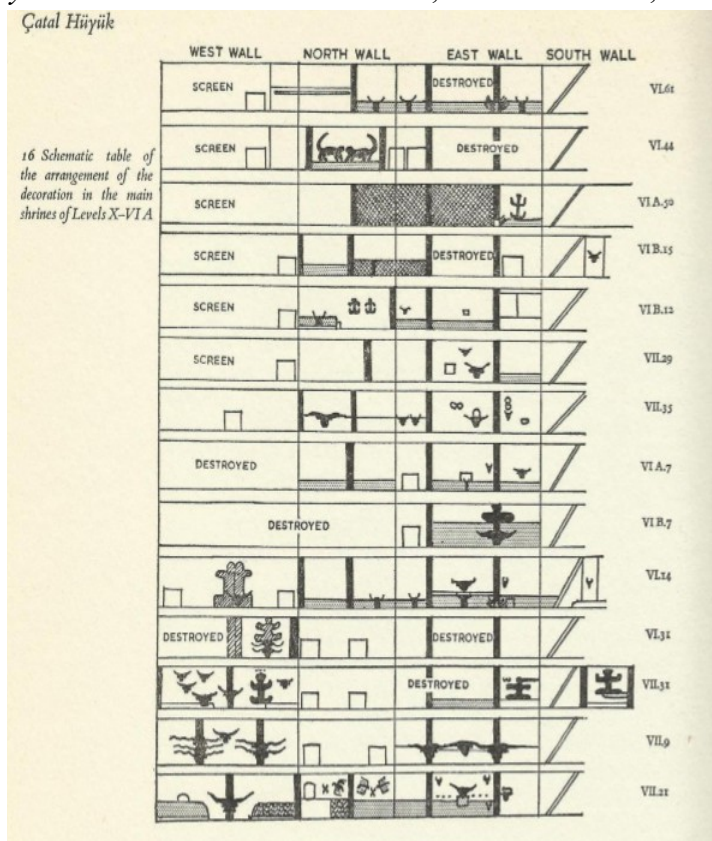 Çatal Hüyük
16 Schematic table of
the arrangement of the
decoration in the main
shrines of Levels X–VI A
WEST WALL NORTH WALL EAST WALL SOUTH WALL
SCREEN DESTROYED VI.61
SCREEN DESTROYED VI.44
SCREEN VI.A.50
SCREEN DESTROYED VI B.15
SCREEN VI.B.12
SCREEN VII.29
VII.35
DESTROYED VI A.7
DESTROYED VI B.7
VI.14
DESTROYED DESTROYED VI.31
DESTROYED VII.31
VII.9
VII.21